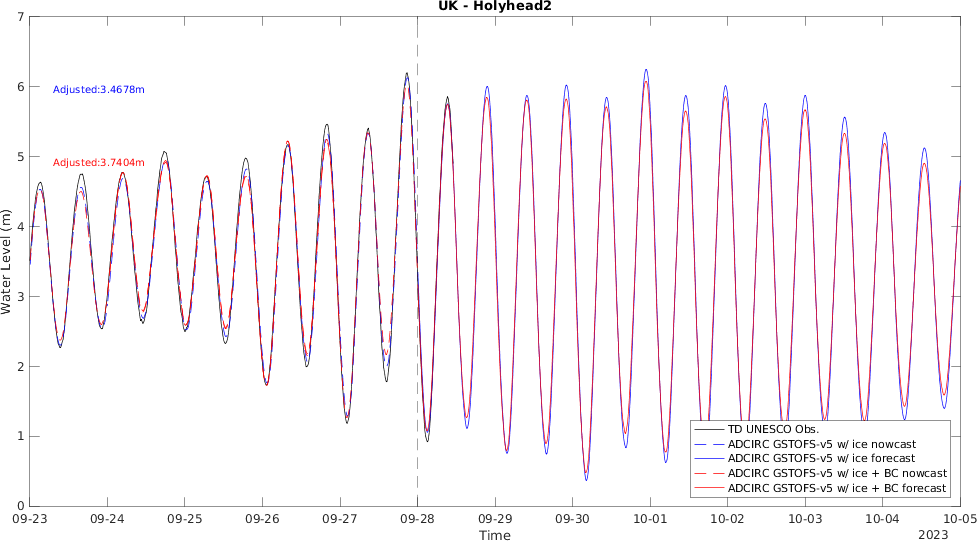 UK - Holyhead2
7
6
5
4
3
2
1
0
Water Level (m)
Adjusted:3.4678m
Adjusted:3.7404m
TD UNESCO Obs.
ADCIRC GSTOFS-v5 w/ ice nowcast
ADCIRC GSTOFS-v5 w/ ice forecast
ADCIRC GSTOFS-v5 w/ ice + BC nowcast
ADCIRC GSTOFS-v5 w/ ice + BC forecast
09-23 09-24 09-25 09-26 09-27 09-28 09-29 09-30 10-01 10-02 10-03 10-04 10-05
Time
2023